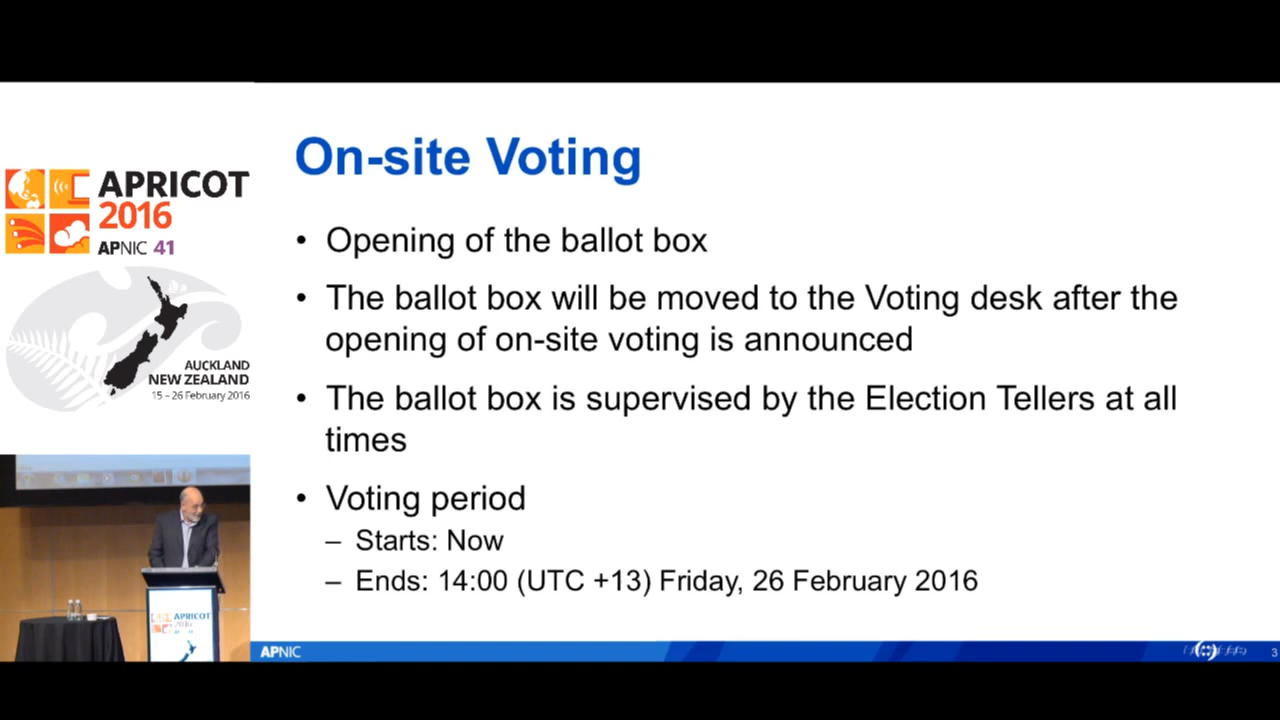 On-site Voting
• Opening of the ballot box
• The ballot box will be moved to the Voting desk after the
opening of on-site voting is announced
• The ballot box is supervised by the Election Tellers at all
times
• Voting period
– Starts: Now
– Ends: 14:00 (UTC +13) Friday, 26 February 2016
APRICOT
2016
APNIC 41
AUCKLAND
NEW ZEALAND
15 – 26 February 2016
APRICOT
2016
APNIC
3